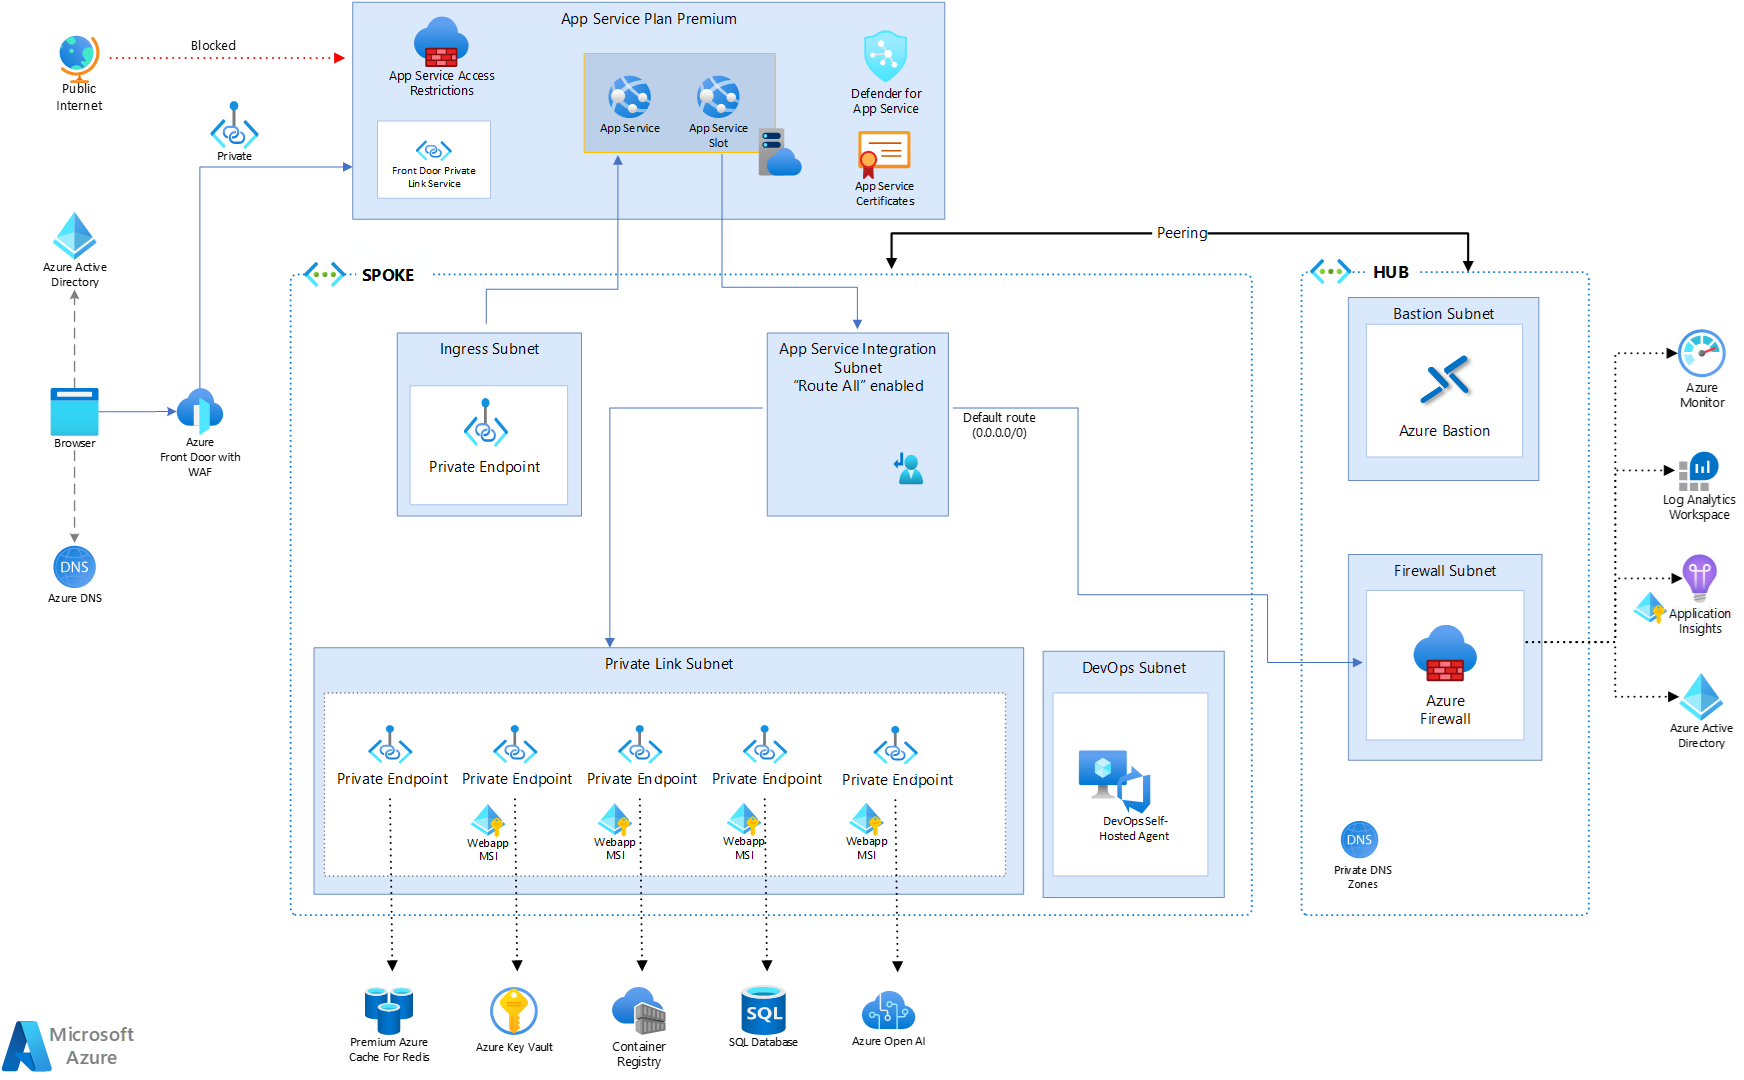 App Service Plan Premium
Blocked
Public
Internet
App Service Access
Restrictions
App Service
App Service
Slot
Defender for
App Service
Private
Front Door Private
Link Service
App Service
Certificates
Peering
Azure Active
Directory
SPOKE
HUB
Ingress Subnet
Private Endpoint
App Service Integration
Subnet
“Route All” enabled
Default route
(0.0.0.0/0)
Bastion Subnet
Azure Bastion
Azure
Monitor
Browser
Azure
Front Door with
WAF
Log Analytics
Workspace
DNS
Azure DNS
Firewall Subnet
Azure
Firewall
Application
Insights
Azure Active
Directory
Private Link Subnet
Private Endpoint
Private Endpoint
Private Endpoint
Private Endpoint
Private Endpoint
Webapp
MSI
Webapp
MSI
Webapp
MSI
Webapp
MSI
DevOps Subnet
DevOps Self-
Hosted Agent
DNS
Private DNS
Zones
Premium Azure
Cache For Redis
Azure Key Vault
Container
Registry
SQL
SQL Database
Azure Open AI
Microsoft
Azure